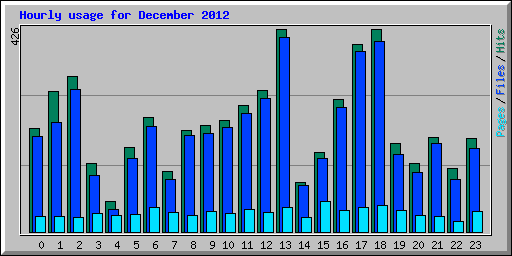 Hourly usage for December 2012
426
Pages/Files/Hits
0 1 2 3 4 5 6 7 8 9 10 11 12 13 14 15 16 17 18 19 20 21 22 23